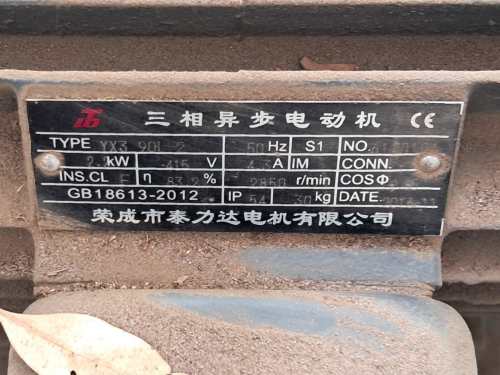 三相异步电动机 CE
TYPE YX3 90L-2 50 Hz S1 NO.
2.2 kW 415 V 4.3 A IM CONN.
INS.CL F η 83.2 % 2850 r/min COSΦ
GB18613-2012 IP 54 30 kg DATE.
荣成市泰力达电机有限公司